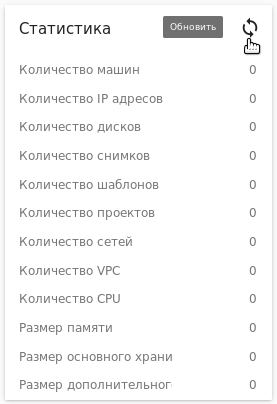 Статистика Обновить
Количество машин 0
Количество IP адресов 0
Количество дисков 0
Количество снимков 0
Количество шаблонов 0
Количество проектов 0
Количество сетей 0
Количество VPC 0
Количество CPU 0
Размер памяти 0
Размер основного храни 0
Размер дополнительног 0